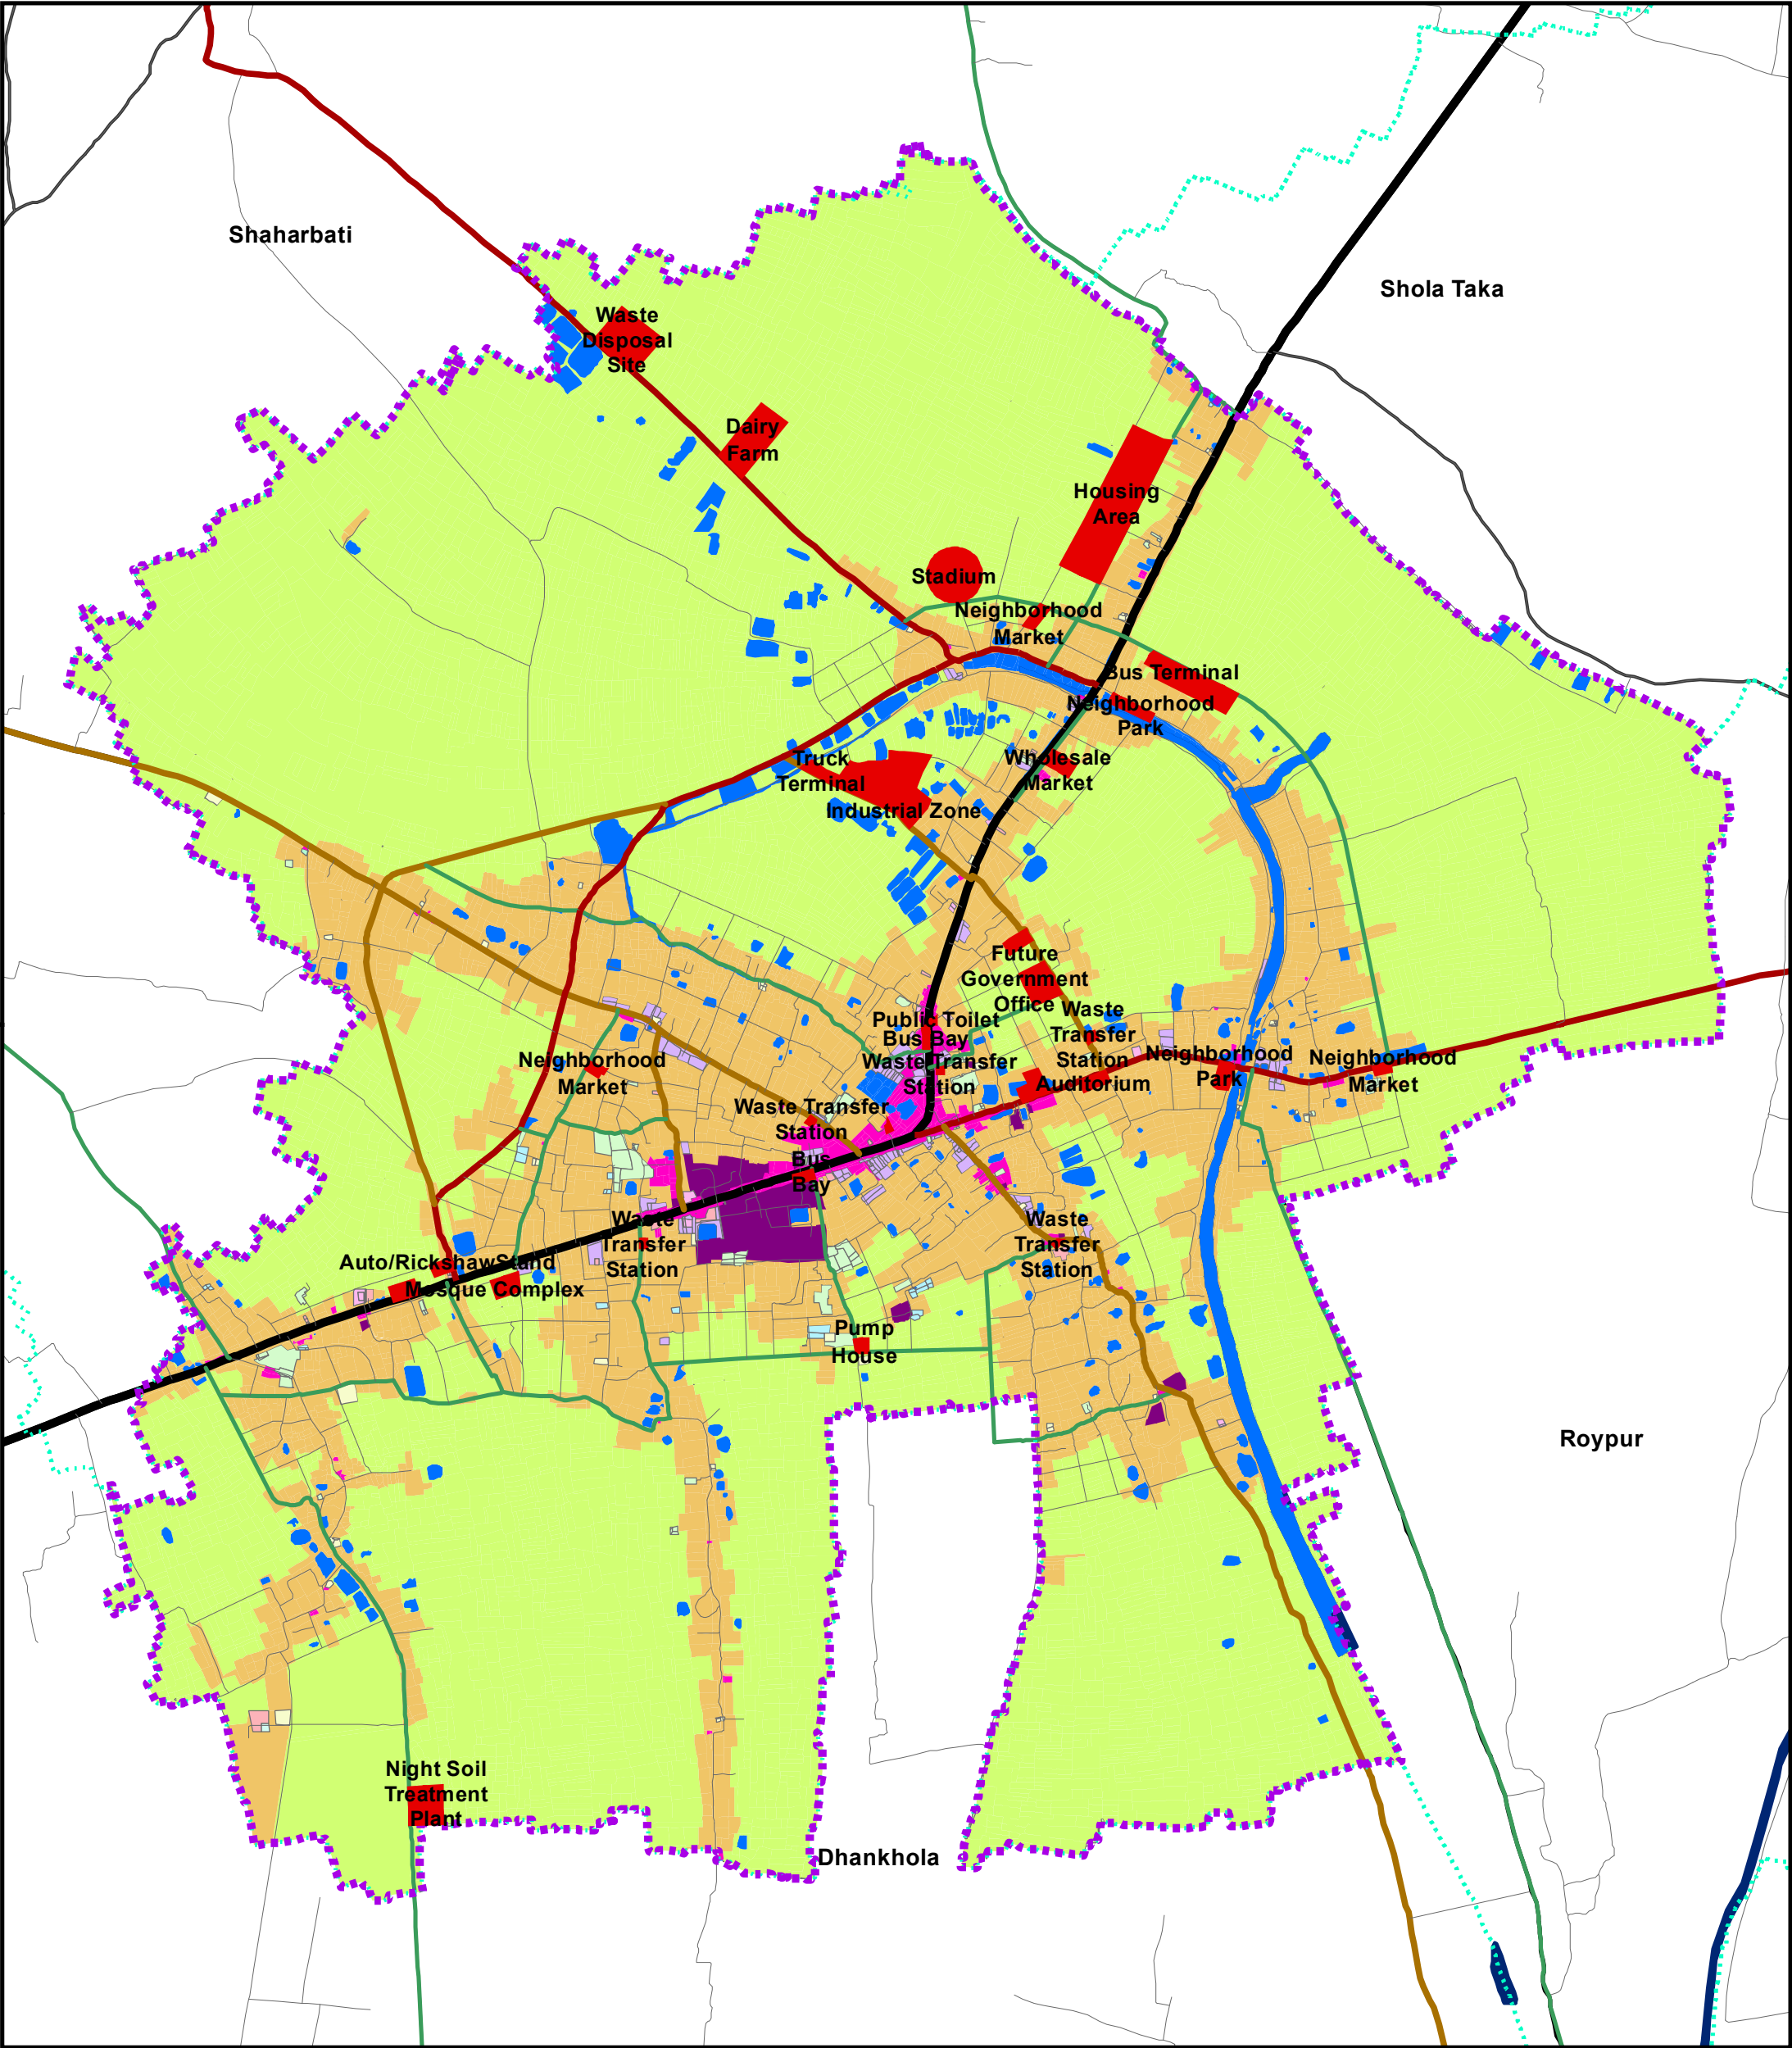 Shaharbati
Shola Taka
Waste
Disposal
Site
Dairy
Farm
Housing
Area
Stadium
Neighborhood
Market
Bus Terminal
Neighborhood
Park
Truck
Terminal
Wholesale
Market
Industrial Zone
Future
Government
Office
Public Toilet
Bus Bay
Waste Transfer
Station
Waste
Transfer
Station
Auditorium
Neighborhood
Park
Neighborhood
Market
Neighborhood
Market
Waste Transfer
Station
Bus
Bay
Waste
Transfer
Station
Waste
Transfer
Station
Auto/RickshawStand
Mosque Complex
Pump
House
Roypur
Night Soil
Treatment
Plant
Dhankhola